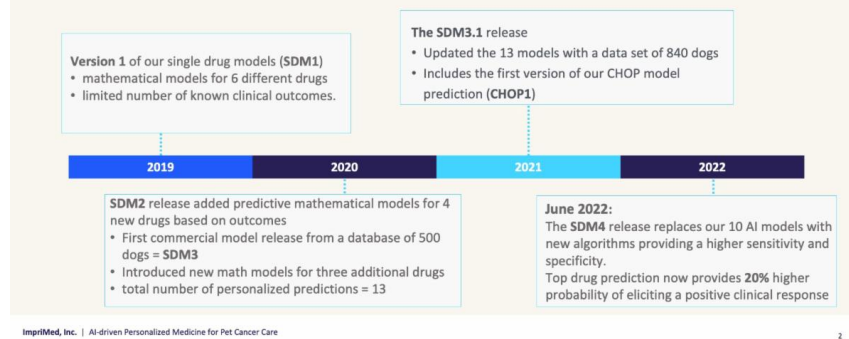 Version 1 of our single drug models (SDM1)
• mathematical models for 6 different drugs
• limited number of known clinical outcomes.
The SDM3.1 release
• Updated the 13 models with a data set of 840 dogs
• Includes the first version of our CHOP model
prediction (CHOP1)
2019
2020
2021
2022
SDM2 release added predictive mathematical models for 4
new drugs based on outcomes
• First commercial model release from a database of 500
dogs = SDM3
• Introduced new math models for three additional drugs
• total number of personalized predictions = 13
June 2022:
The SDM4 release replaces our 10 AI models with
new algorithms providing a higher sensitivity and
specificity.
Top drug prediction now provides 20% higher
probability of eliciting a positive clinical response
ImpriMed, Inc. | AI-driven Personalized Medicine for Pet Cancer Care
2